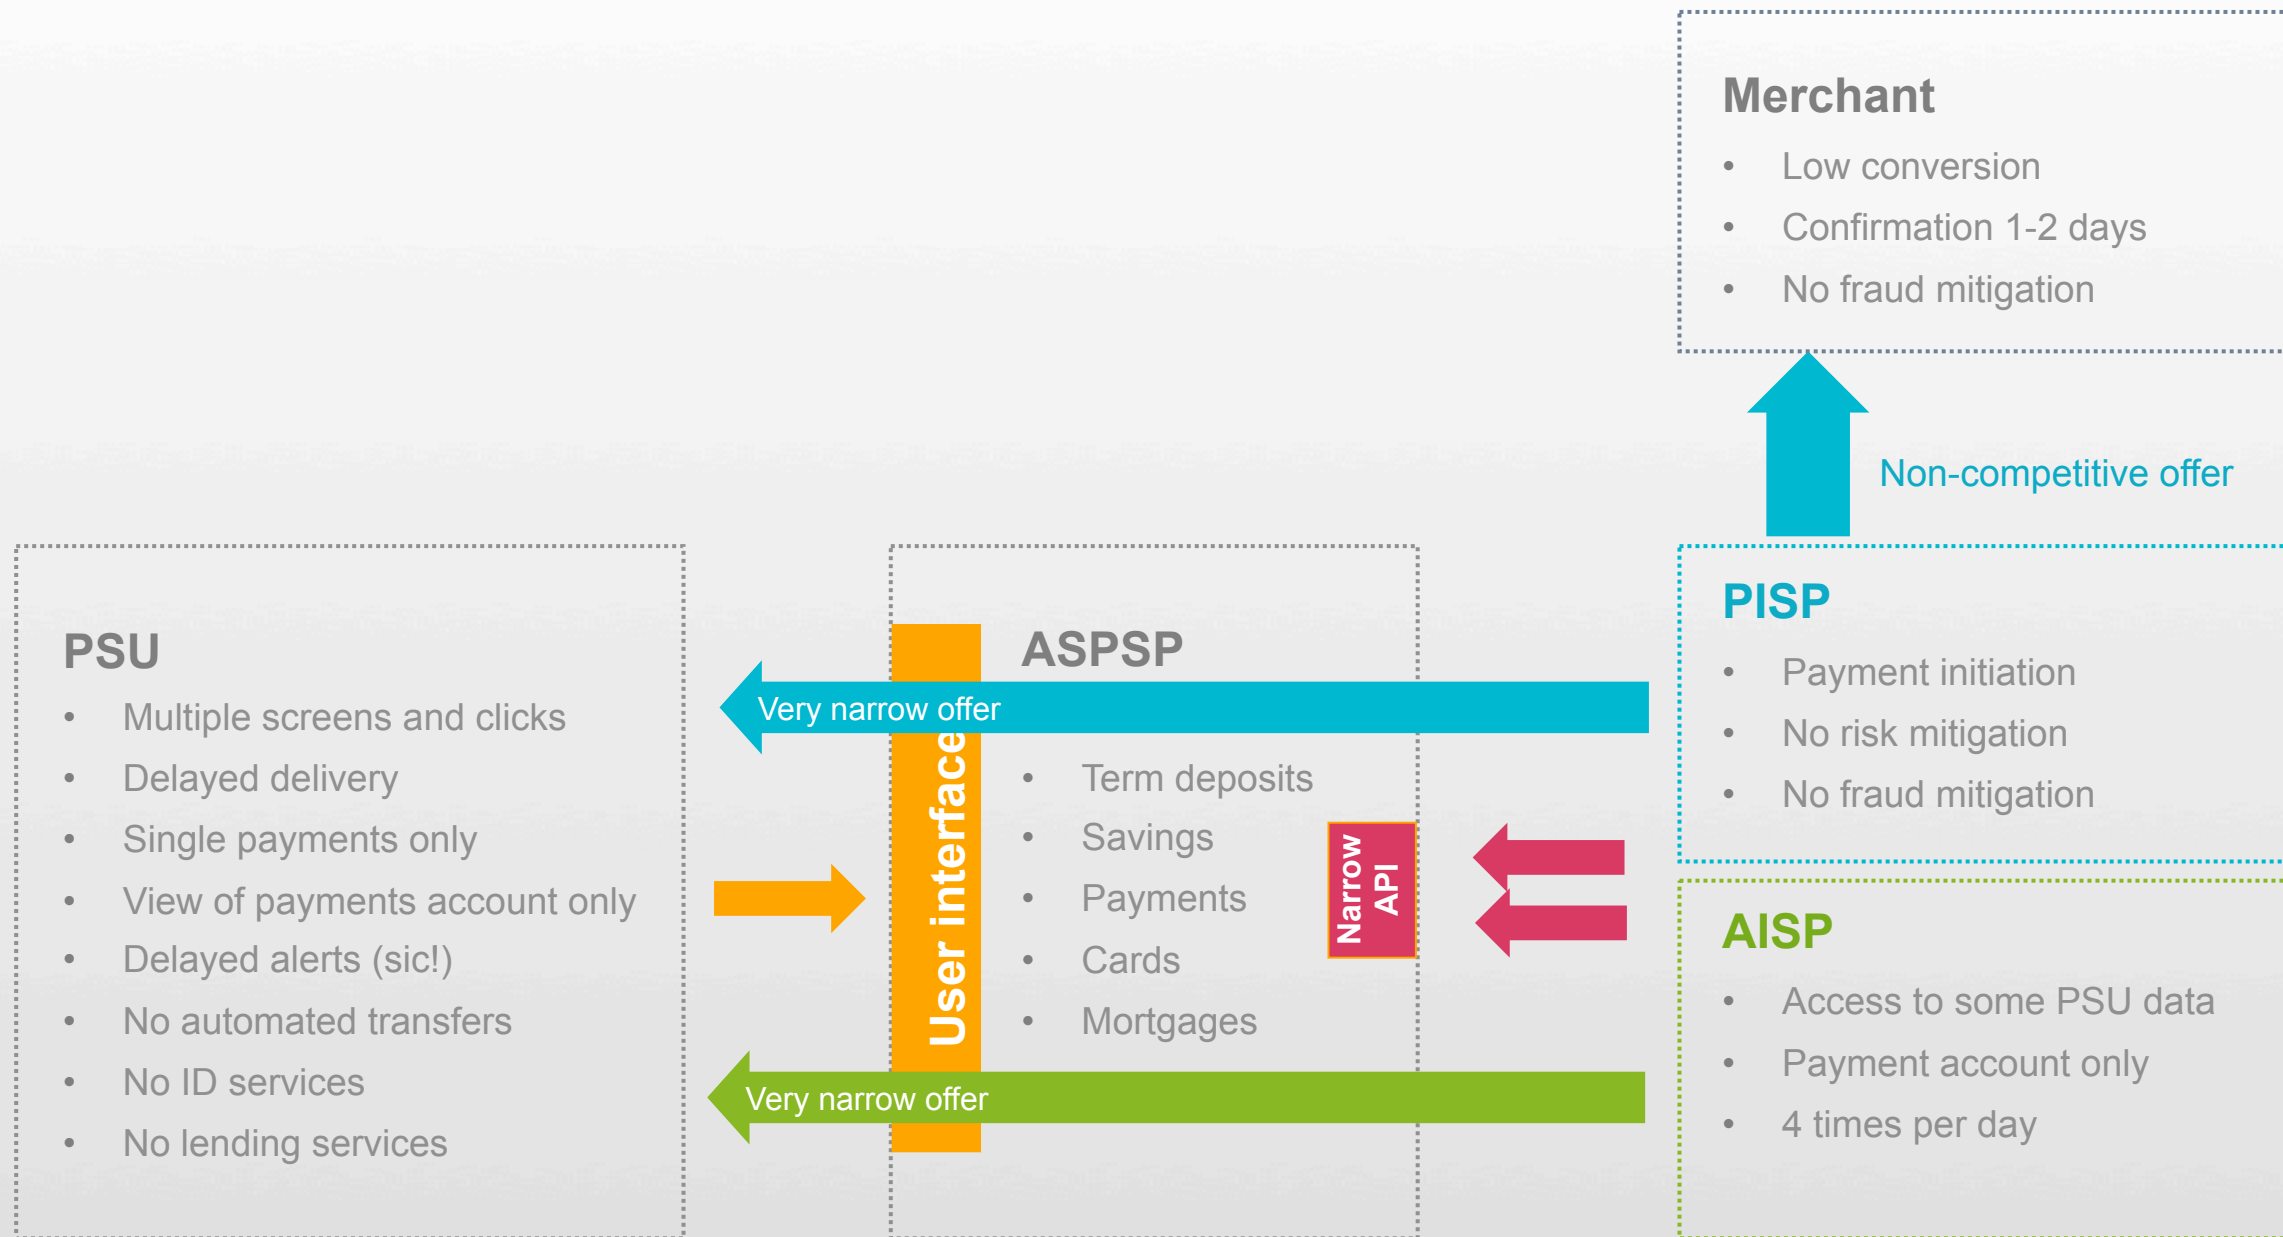 Merchant
• Low conversion
• Confirmation 1-2 days
• No fraud mitigation
Non-competitive offer
PSU
• Multiple screens and clicks
• Delayed delivery
• Single payments only
• View of payments account only
• Delayed alerts (sic!)
• No automated transfers
• No ID services
• No lending services
User interface
ASPSP
Very narrow offer
• Term deposits
• Savings
• Payments
• Cards
• Mortgages
Narrow
API
Very narrow offer
PISP
• Payment initiation
• No risk mitigation
• No fraud mitigation
AISP
• Access to some PSU data
• Payment account only
• 4 times per day